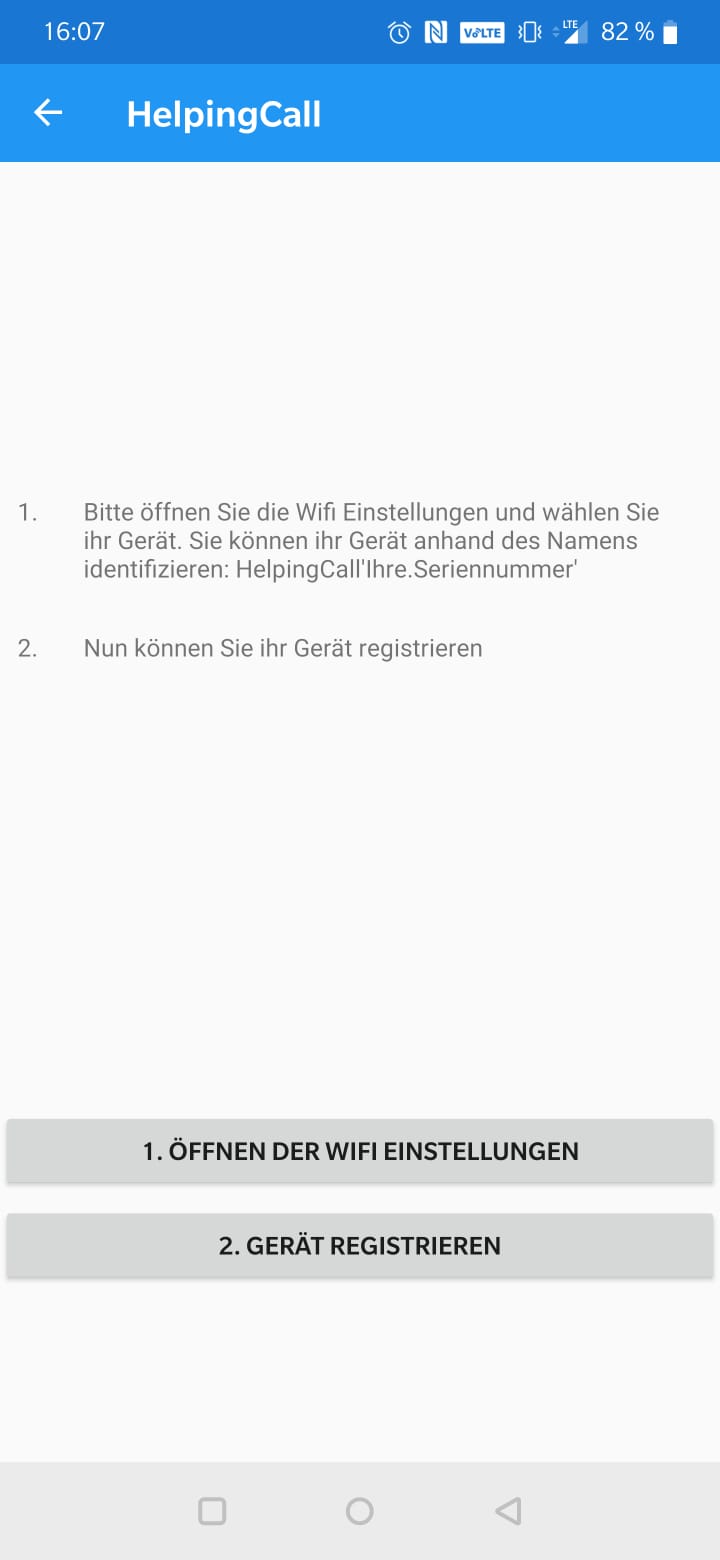 16:07
VoLTE
LTE
82 %
HelpingCall
1. Bitte öffnen Sie die Wifi Einstellungen und wählen Sie
ihr Gerät. Sie können ihr Gerät anhand des Namens
identifizieren: HelpingCall'Ihre.Seriennummer'
2. Nun können Sie ihr Gerät registrieren
1. ÖFFNEN DER WIFI EINSTELLUNGEN
2. GERÄT REGISTRIEREN